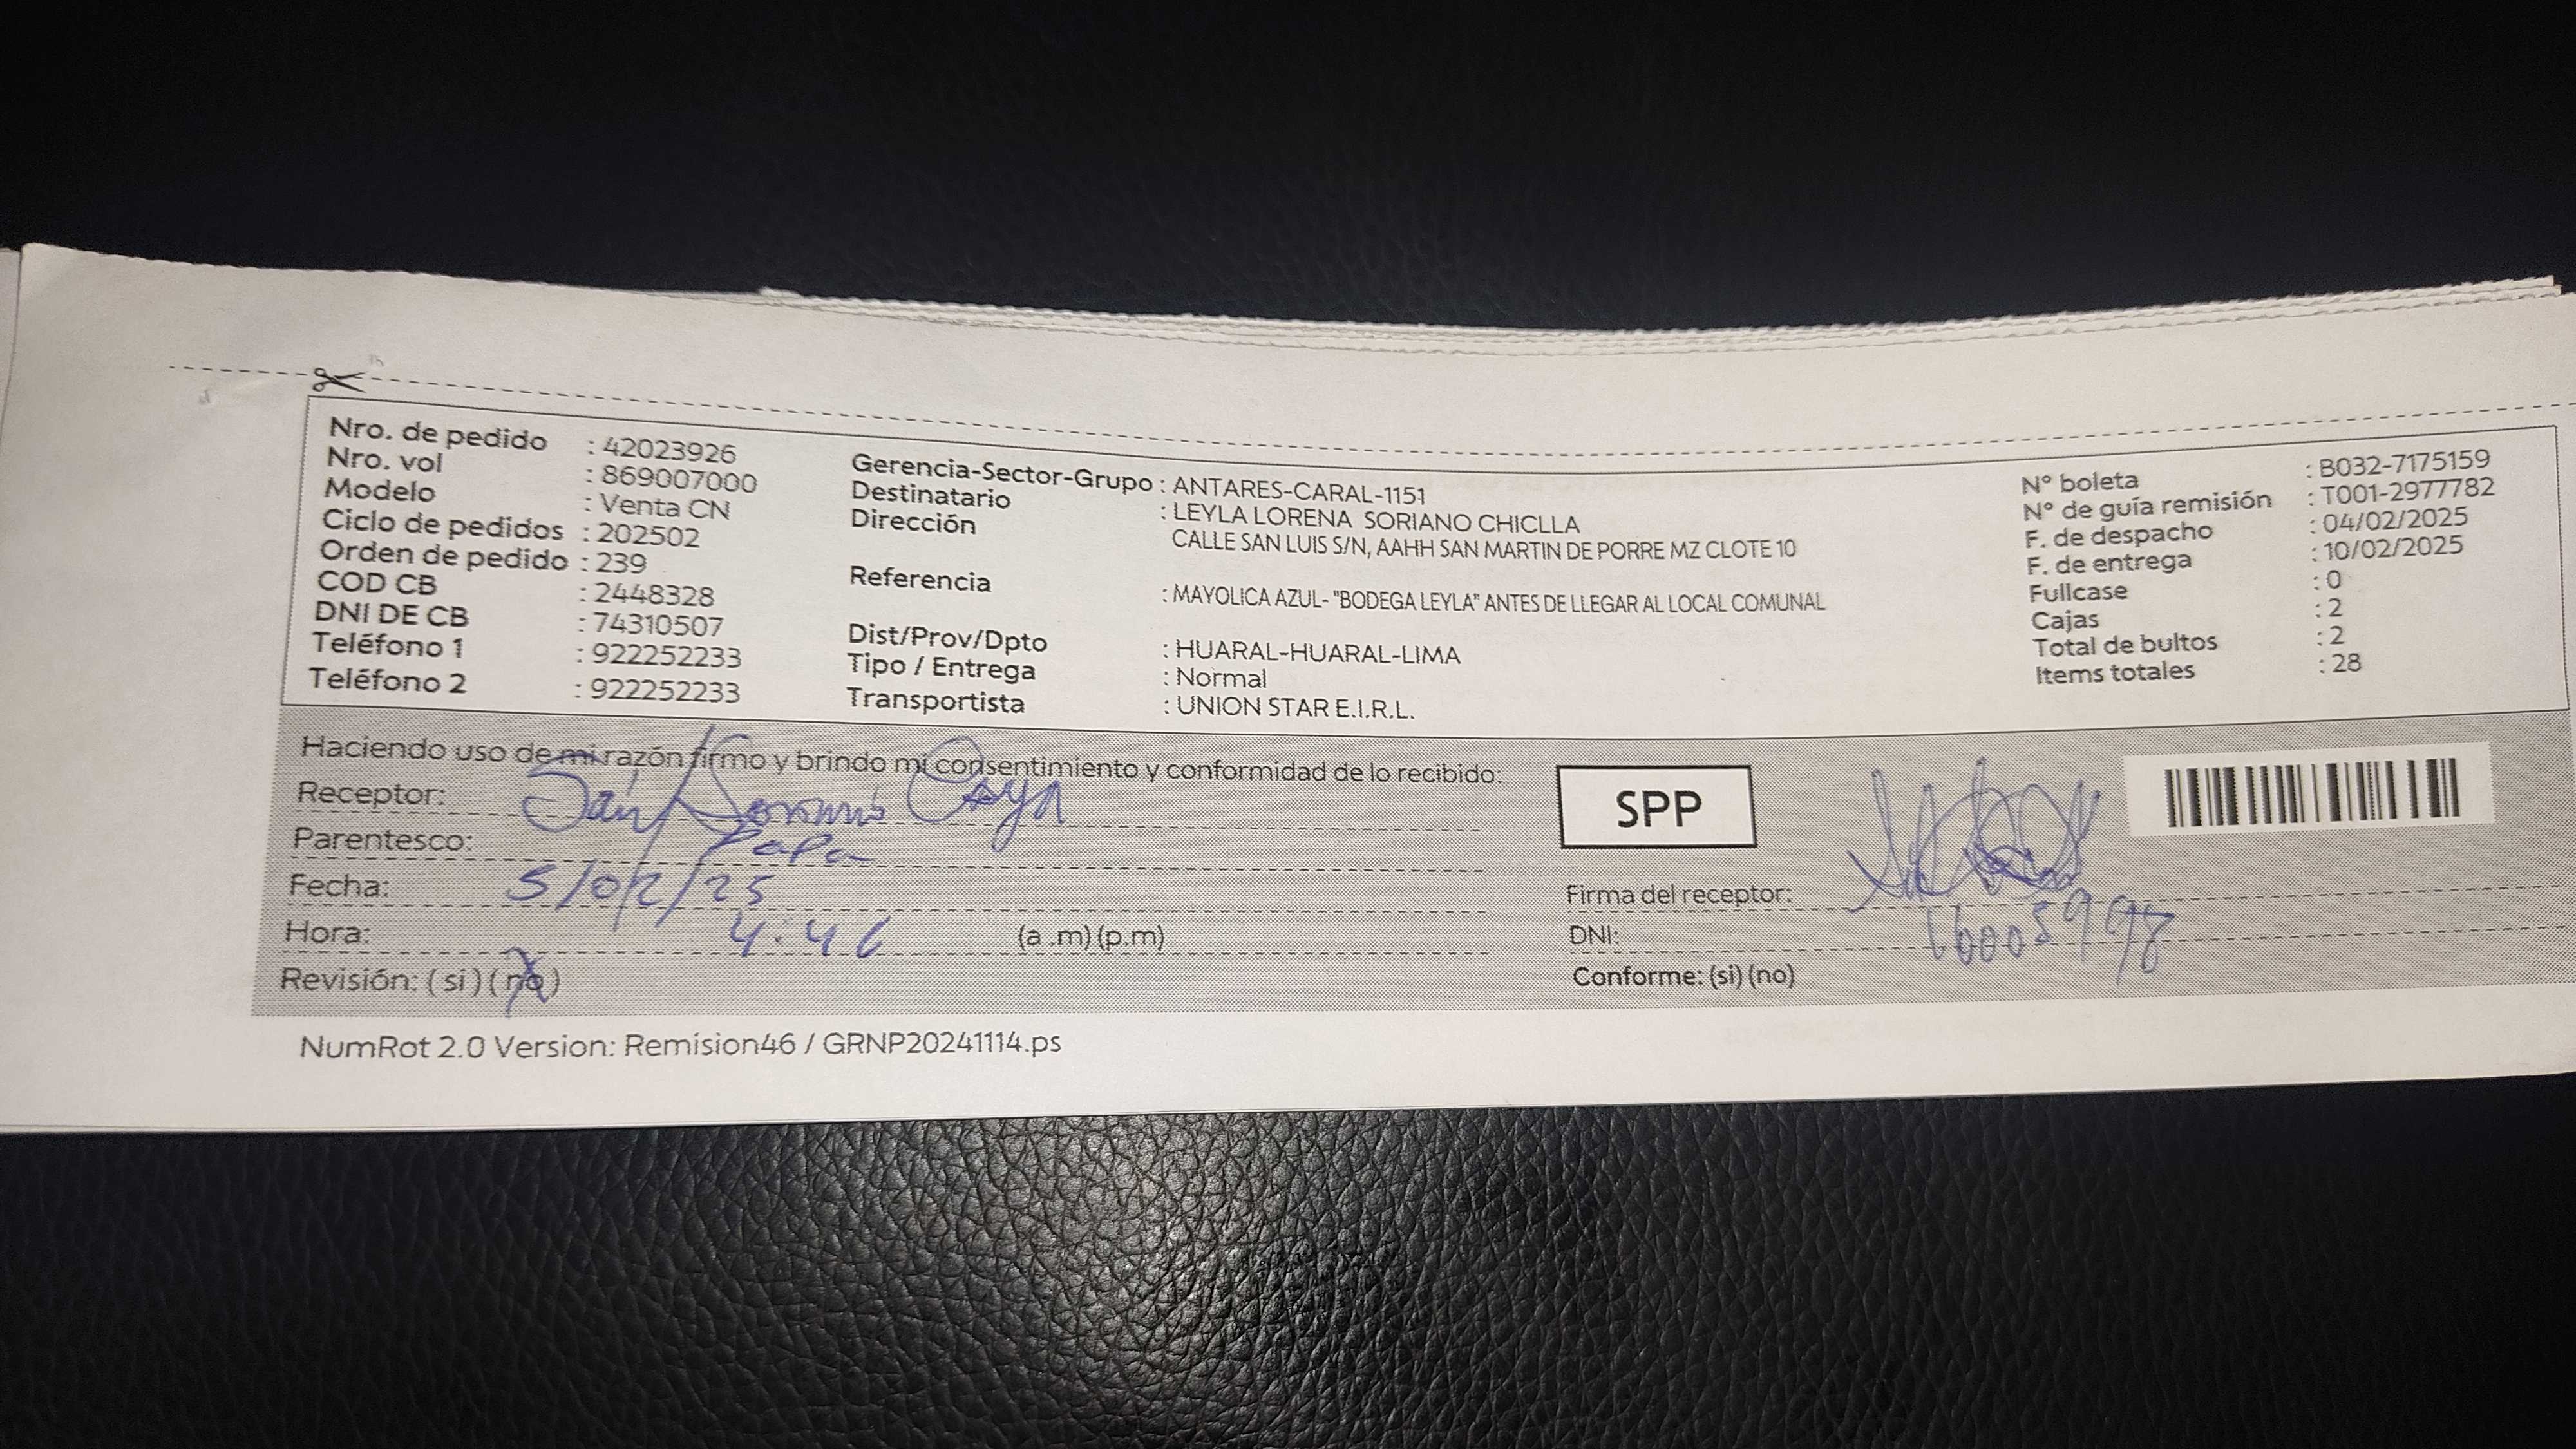 Nro. de pedido : 42023926
Nro. vol : 869007000
Modelo : Venta CN
Ciclo de pedidos : 202502
Orden de pedido : 239
COD CB : 2448328
DNI DE CB : 74310507
Teléfono 1 : 922252233
Teléfono 2 : 922252233
Gerencia-Sector-Grupo : ANTARES-CARAL-1151
Destinatario : LEYLA LORENA SORIANO CHICLLA
Dirección CALLE SAN LUIS S/N, AAHH SAN MARTIN DE PORRE MZ CLOTE 10
Referencia : MAYOLICA AZUL- "BODEGA LEYLA" ANTES DE LLEGAR AL LOCAL COMUNAL
Dist/Prov/Dpto : HUARAL-HUARAL-LIMA
Tipo / Entrega : Normal
Transportista : UNION STAR E.I.R.L.
N° boleta : B032-7175159
N° de guía remisión : T001-2977782
F. de despacho : 04/02/2025
F. de entrega : 10/02/2025
Fullcase : 0
Cajas : 2
Total de bultos : 2
Items totales : 28
Haciendo uso de mi razón firmo y brindo mi consentimiento y conformidad de lo recibido:
Receptor:
Parentesco: Papa
Fecha: 5/02/25
Hora: 4:46 (a .m) (p.m)
Revisión: ( si ) ( no )
SPP
Firma del receptor:
DNI:
Conforme: (si) (no)
NumRot 2.0 Version: Remision46 / GRNP20241114.ps